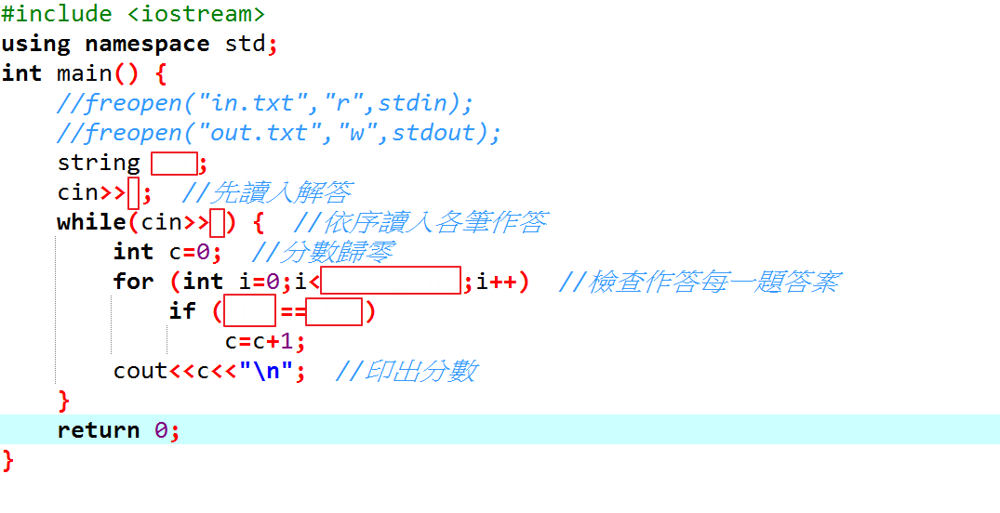 #include <iostream>
using namespace std;
int main() {
//freopen("in.txt","r",stdin);
//freopen("out.txt","w",stdout);
string ;
cin>> ; //先讀入解答
while(cin>> ) { //依序讀入各筆作答
int c=0; //分數歸零
for (int i=0;i< ;i++) //檢查作答每一題答案
if ( == )
c=c+1;
cout<<c<<"\n"; //印出分數
}
return 0;
}